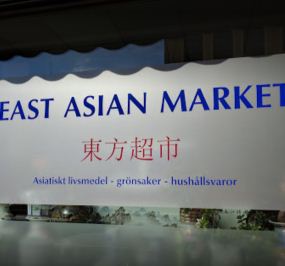 EAST ASIAN MARKET
東方超市
Asiatiskt livsmedel - grönsaker - hushållsvaror